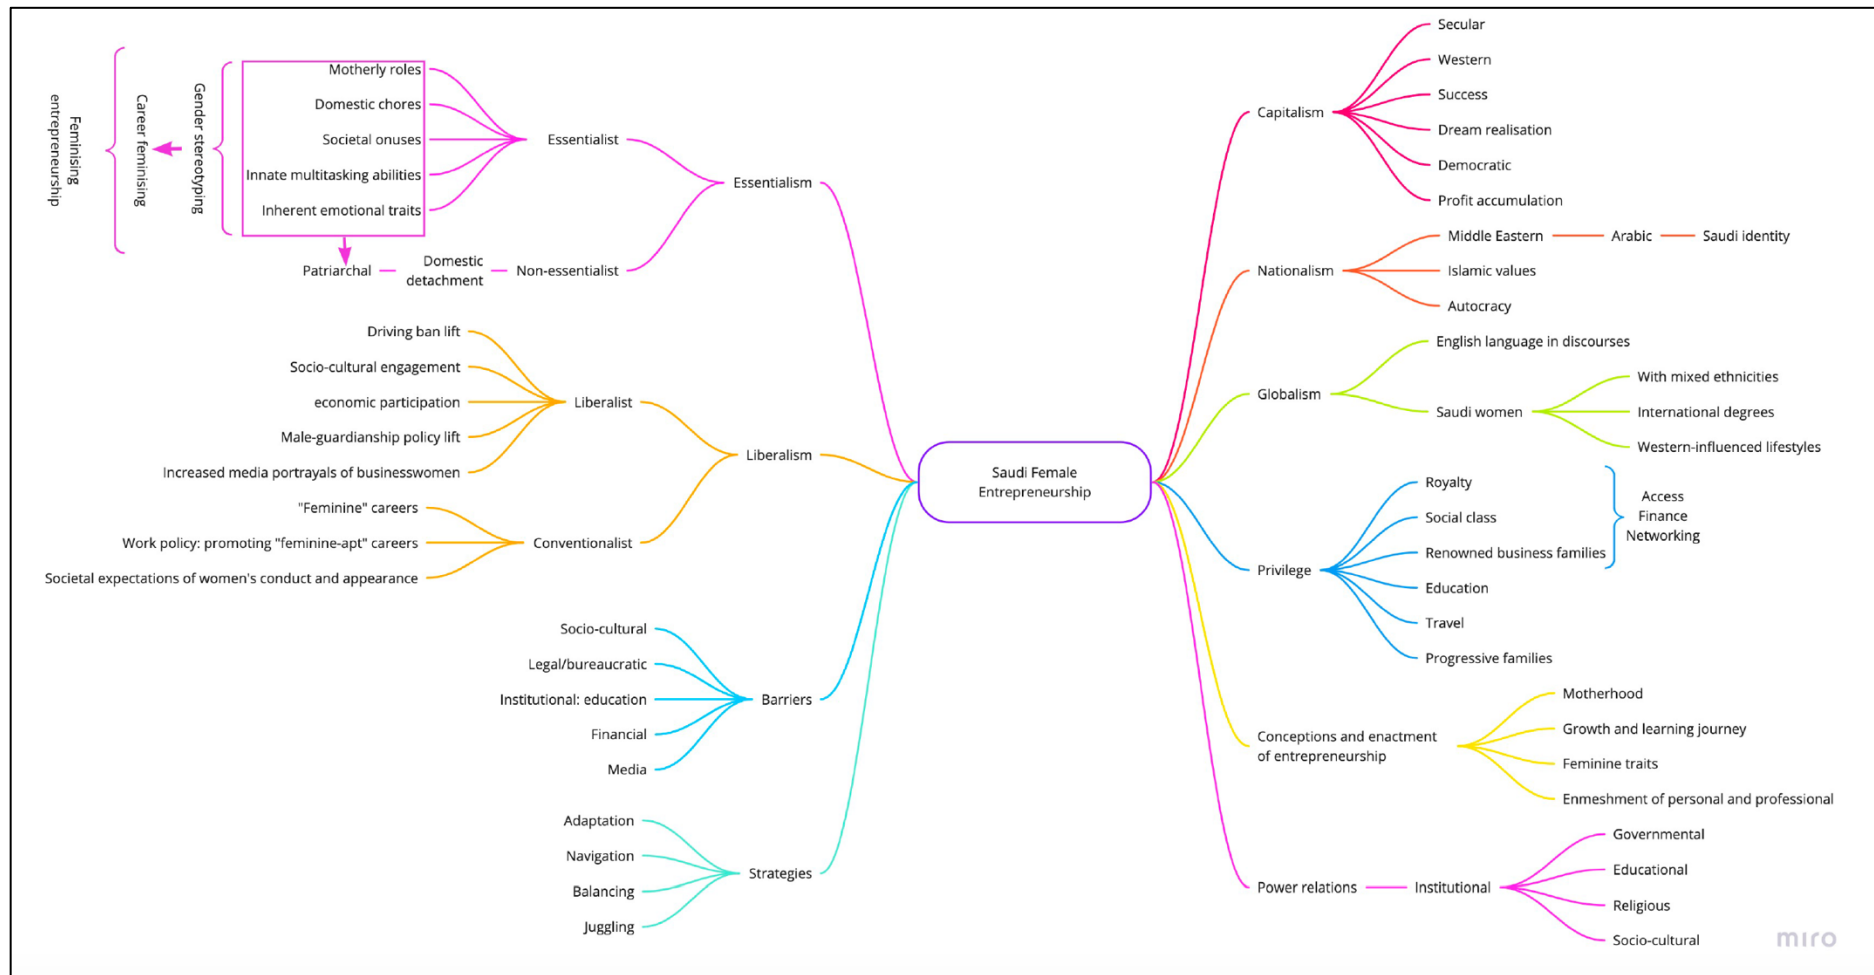 Feminising
entrepreneurship
Career feminising
Gender stereotyping
Motherly roles
Domestic chores
Societal onuses
Innate multitasking abilities
Inherent emotional traits
Essentialist
Essentialism
Patriarchal
Domestic
detachment
Non-essentialist
Driving ban lift
Socio-cultural engagement
economic participation
Male-guardianship policy lift
Increased media portrayals of businesswomen
Liberalist
Liberalism
"Feminine" careers
Work policy: promoting "feminine-apt" careers
Societal expectations of women's conduct and appearance
Conventionalist
Socio-cultural
Legal/bureaucratic
Institutional: education
Financial
Media
Barriers
Adaptation
Navigation
Balancing
Juggling
Strategies
Saudi Female
Entrepreneurship
Capitalism
Secular
Western
Success
Dream realisation
Democratic
Profit accumulation
Nationalism
Middle Eastern
Arabic
Saudi identity
Islamic values
Autocracy
Globalism
English language in discourses
Saudi women
With mixed ethnicities
International degrees
Western-influenced lifestyles
Privilege
Royalty
Social class
Renowned business families
Education
Travel
Progressive families
Access
Finance
Networking
Conceptions and enactment
of entrepreneurship
Motherhood
Growth and learning journey
Feminine traits
Enmeshment of personal and professional
Power relations
Institutional
Governmental
Educational
Religious
Socio-cultural
miro